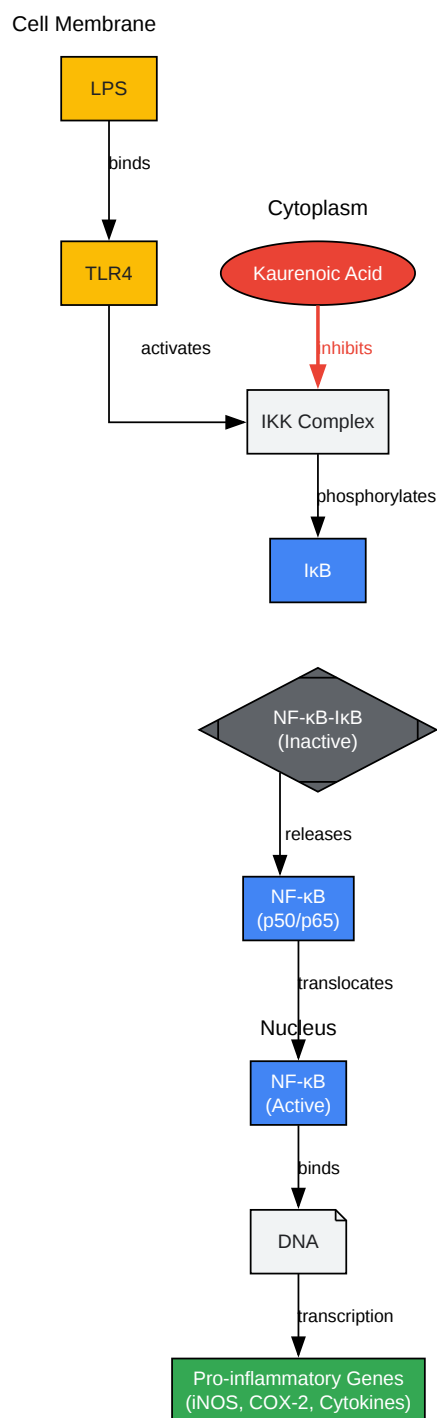 Cell Membrane
LPS
binds
Cytoplasm
TLR4
Kaurenoic Acid
activates
inhibits
IKK Complex
phosphorylates
IκB
NF-κB-IκB
(Inactive)
releases
NF-κB
(p50/p65)
translocates
Nucleus
NF-κB
(Active)
binds
DNA
transcription
Pro-inflammatory Genes
(iNOS, COX-2, Cytokines)